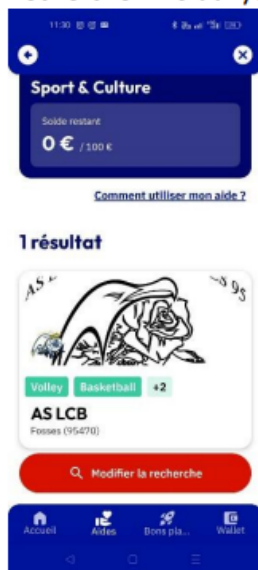 11:30
Sport & Culture
Solde restant
0 € / 100 €
Comment utiliser mon aide ?
1 résultat
AS L
CS 95
Volley Basketball +2
AS LCB
Fosses (95470)
Modifier la recherche
Accueil Aides Bons pla... Wallet